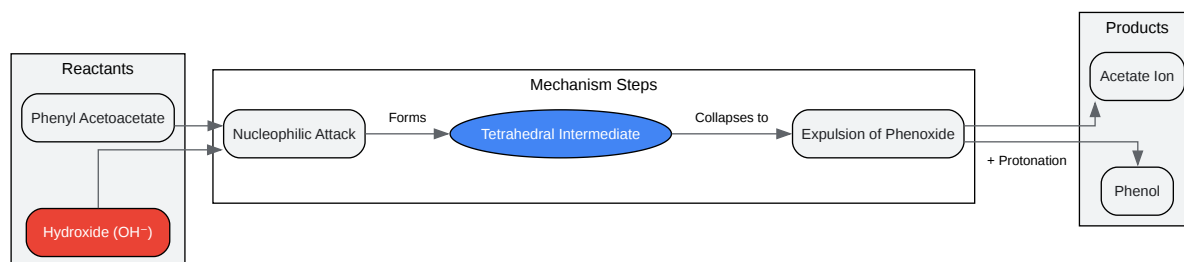 Reactants
Phenyl Acetoacetate
Hydroxide (OH⁻)
Mechanism Steps
Nucleophilic Attack
Forms
Tetrahedral Intermediate
Collapses to
Expulsion of Phenoxide
+ Protonation
Products
Acetate Ion
Phenol